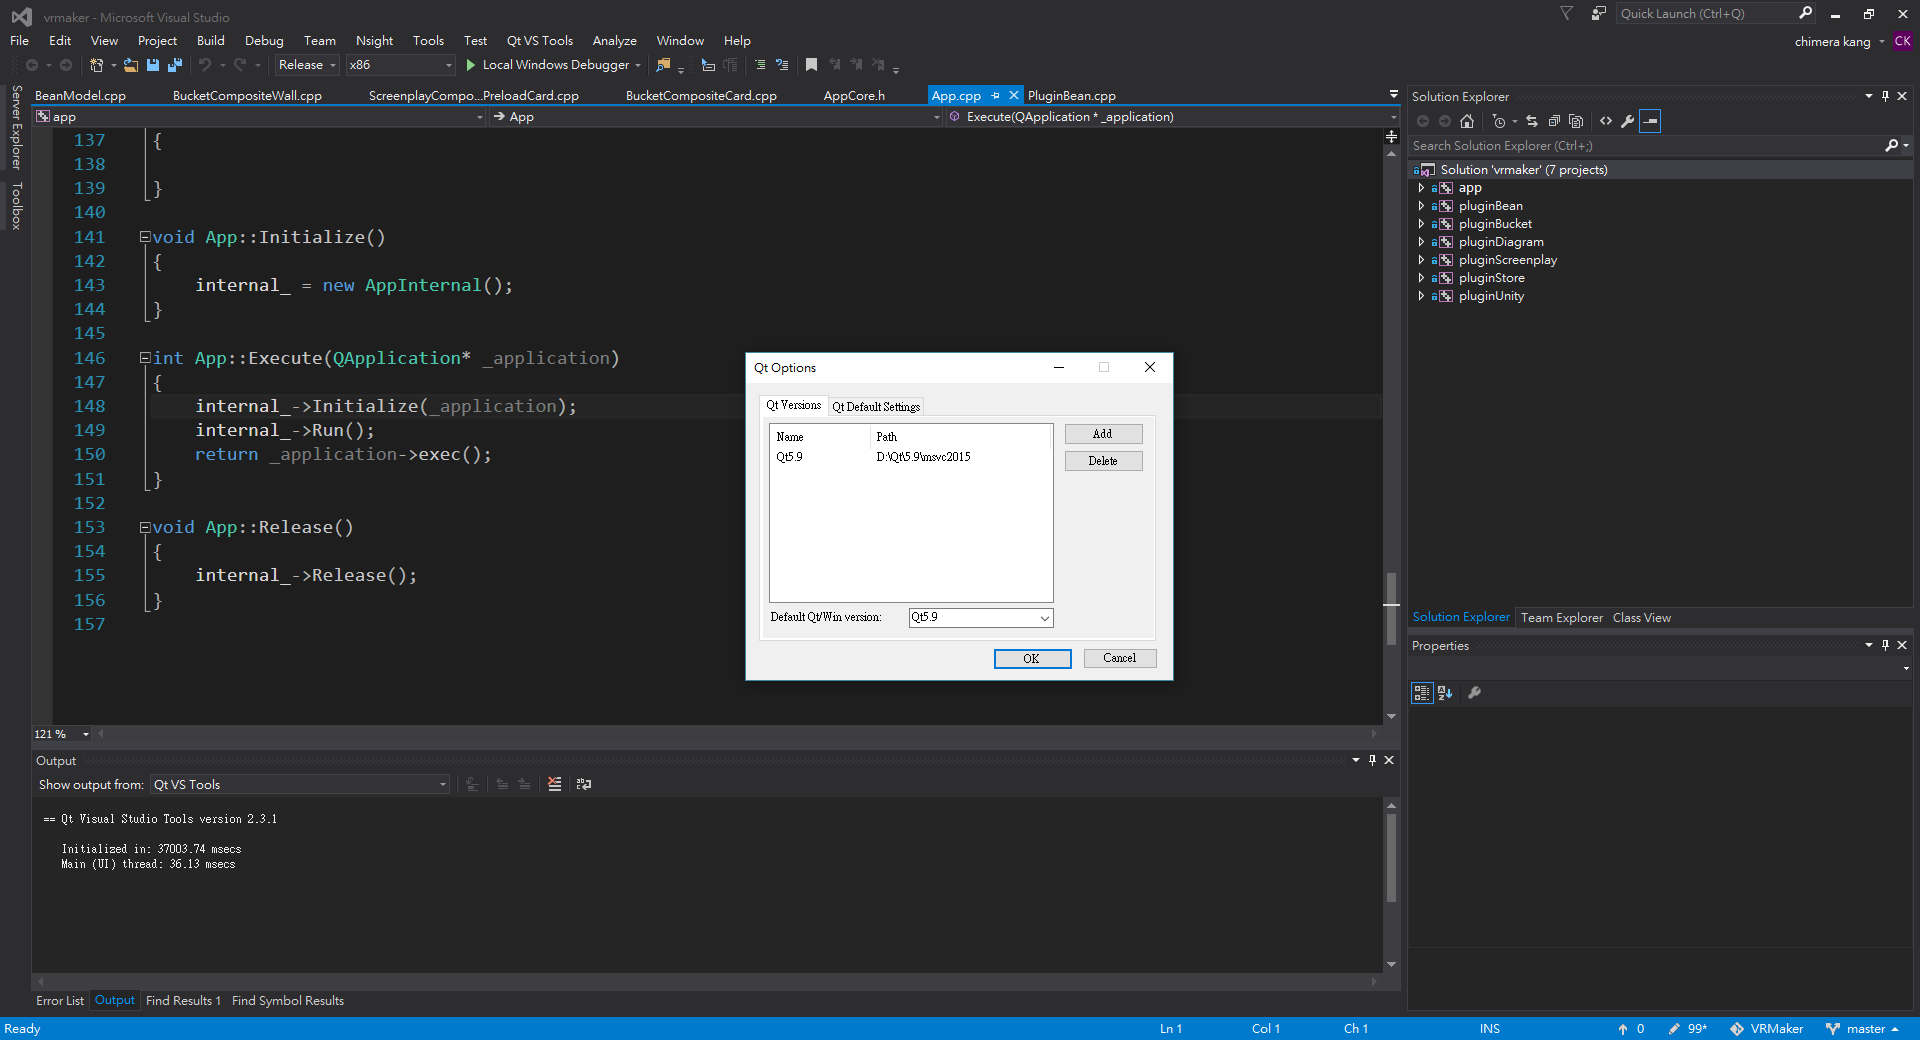 vrmaker - Microsoft Visual Studio
Quick Launch (Ctrl+Q)
File Edit View Project Build Debug Team Nsight Tools Test Qt VS Tools Analyze Window Help
chimera kang CK
Release x86 Local Windows Debugger
Server Explorer
Toolbox
BeanModel.cpp BucketCompositeWall.cpp ScreenplayCompo...PreloadCard.cpp BucketCompositeCard.cpp AppCore.h App.cpp PluginBean.cpp
app App Execute(QApplication * _application)
137 {
138
139 }
140
141 void App::Initialize()
142 {
143 internal_ = new AppInternal();
144 }
145
146 int App::Execute(QApplication* _application)
147 {
148 internal_->Initialize(_application);
149 internal_->Run();
150 return _application->exec();
151 }
152
153 void App::Release()
154 {
155 internal_->Release();
156 }
157
121 %
Qt Options
Qt Versions Qt Default Settings
Name Path
Qt5.9 D:\Qt\5.9\msvc2015
Add
Delete
Default Qt/Win version: Qt5.9
OK Cancel
Output
Show output from: Qt VS Tools
== Qt Visual Studio Tools version 2.3.1
Initialized in: 37003.74 msecs
Main (UI) thread: 36.13 msecs
Error List Output Find Results 1 Find Symbol Results
Solution Explorer
Search Solution Explorer (Ctrl+;)
Solution 'vrmaker' (7 projects)
app
pluginBean
pluginBucket
pluginDiagram
pluginScreenplay
pluginStore
pluginUnity
Solution Explorer Team Explorer Class View
Properties
Ready Ln 1 Col 1 Ch 1 INS 0 99* VRMaker master